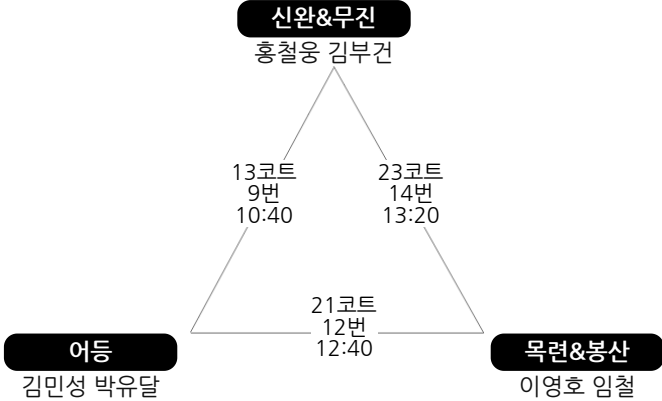 신완&무진
홍철웅 김부건
13코트
9번
10:40
23코트
14번
13:20
21코트
12번
12:40
어등
김민성 박유달
목련&봉산
이영호 임철